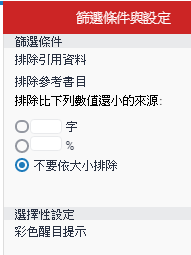 篩選條件與設定
篩選條件
排除引用資料
排除參考書目
排除比下列數值還小的來源:
字
%
不要依大小排除
選擇性設定
彩色醒目提示